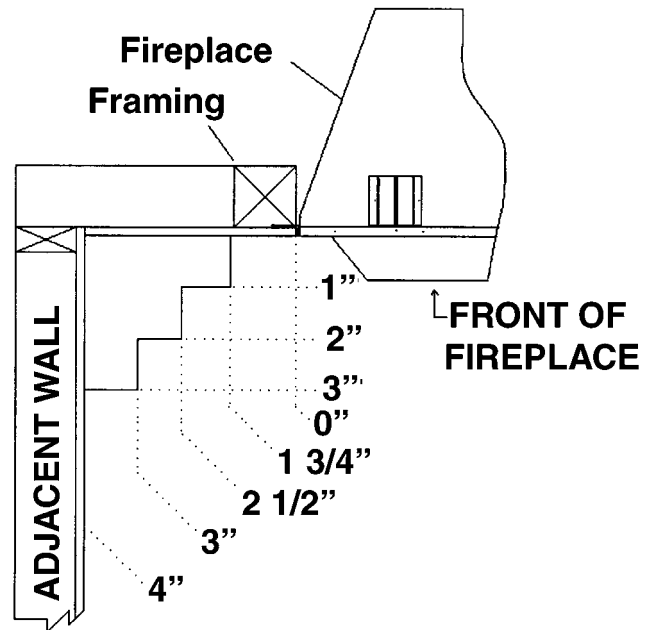 Fireplace
Framing
1”
2”
3”
0”
1 3/4”
2 1/2”
3”
4”
FRONT OF
FIREPLACE
ADJACENT WALL